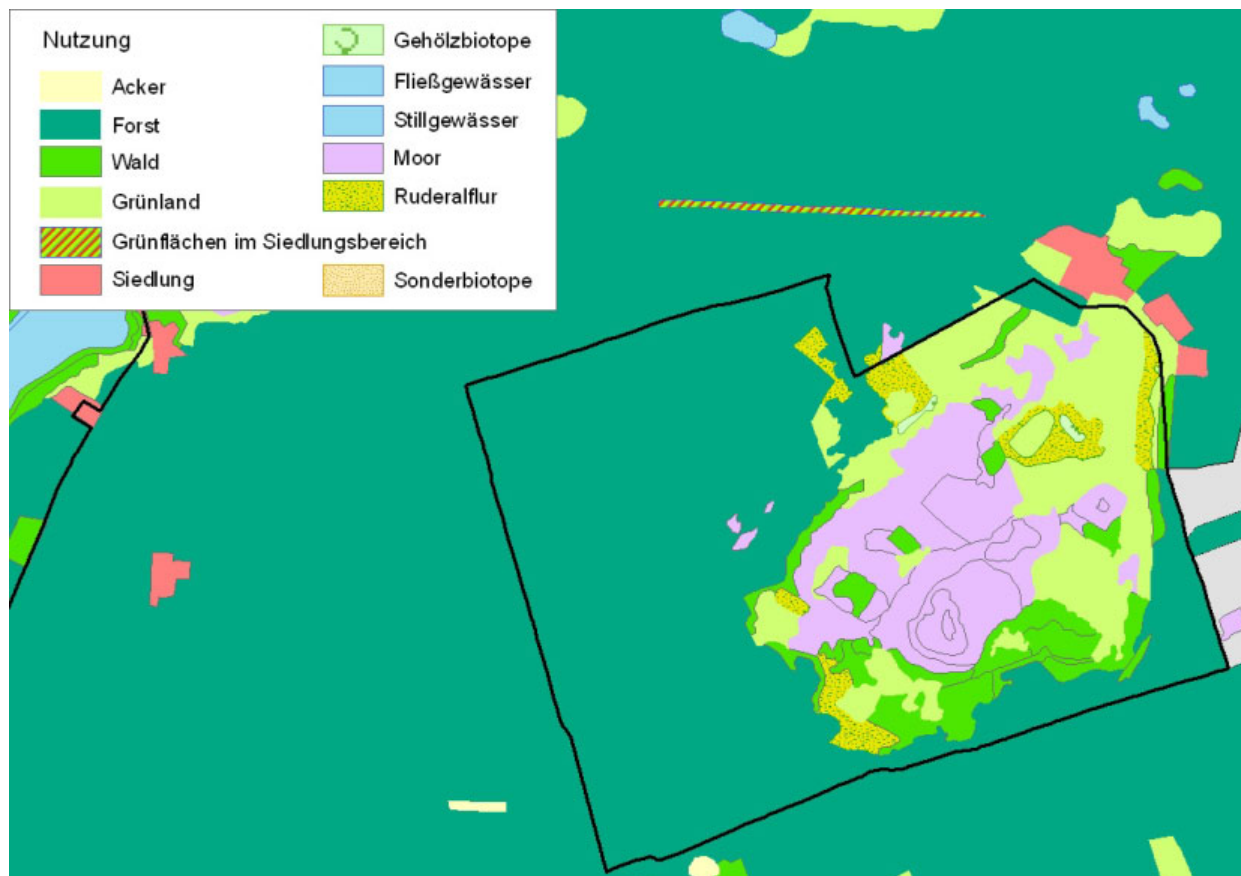 Nutzung
Acker
Forst
Wald
Grünland
Grünflächen im Siedlungsbereich
Siedlung
Gehölzbiotope
Fließgewässer
Stillgewässer
Moor
Ruderalflur
Sonderbiotope